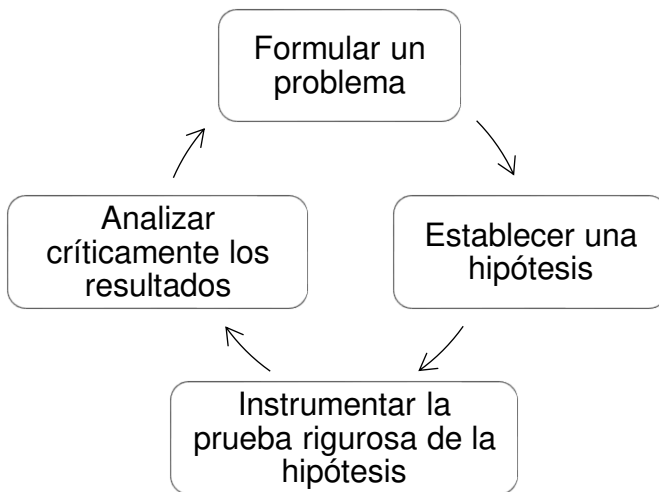 Formular un
problema
Establecer una
hipótesis
Instrumentar la
prueba rigurosa de la
hipótesis
Analizar
críticamente los
resultados